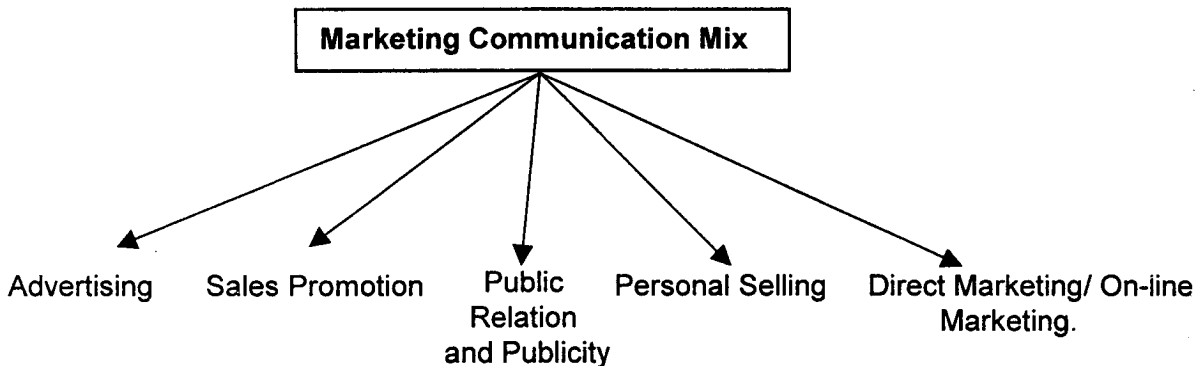 Marketing Communication Mix
Advertising
Sales Promotion
Public
Relation
and Publicity
Personal Selling
Direct Marketing/ On-line
Marketing.